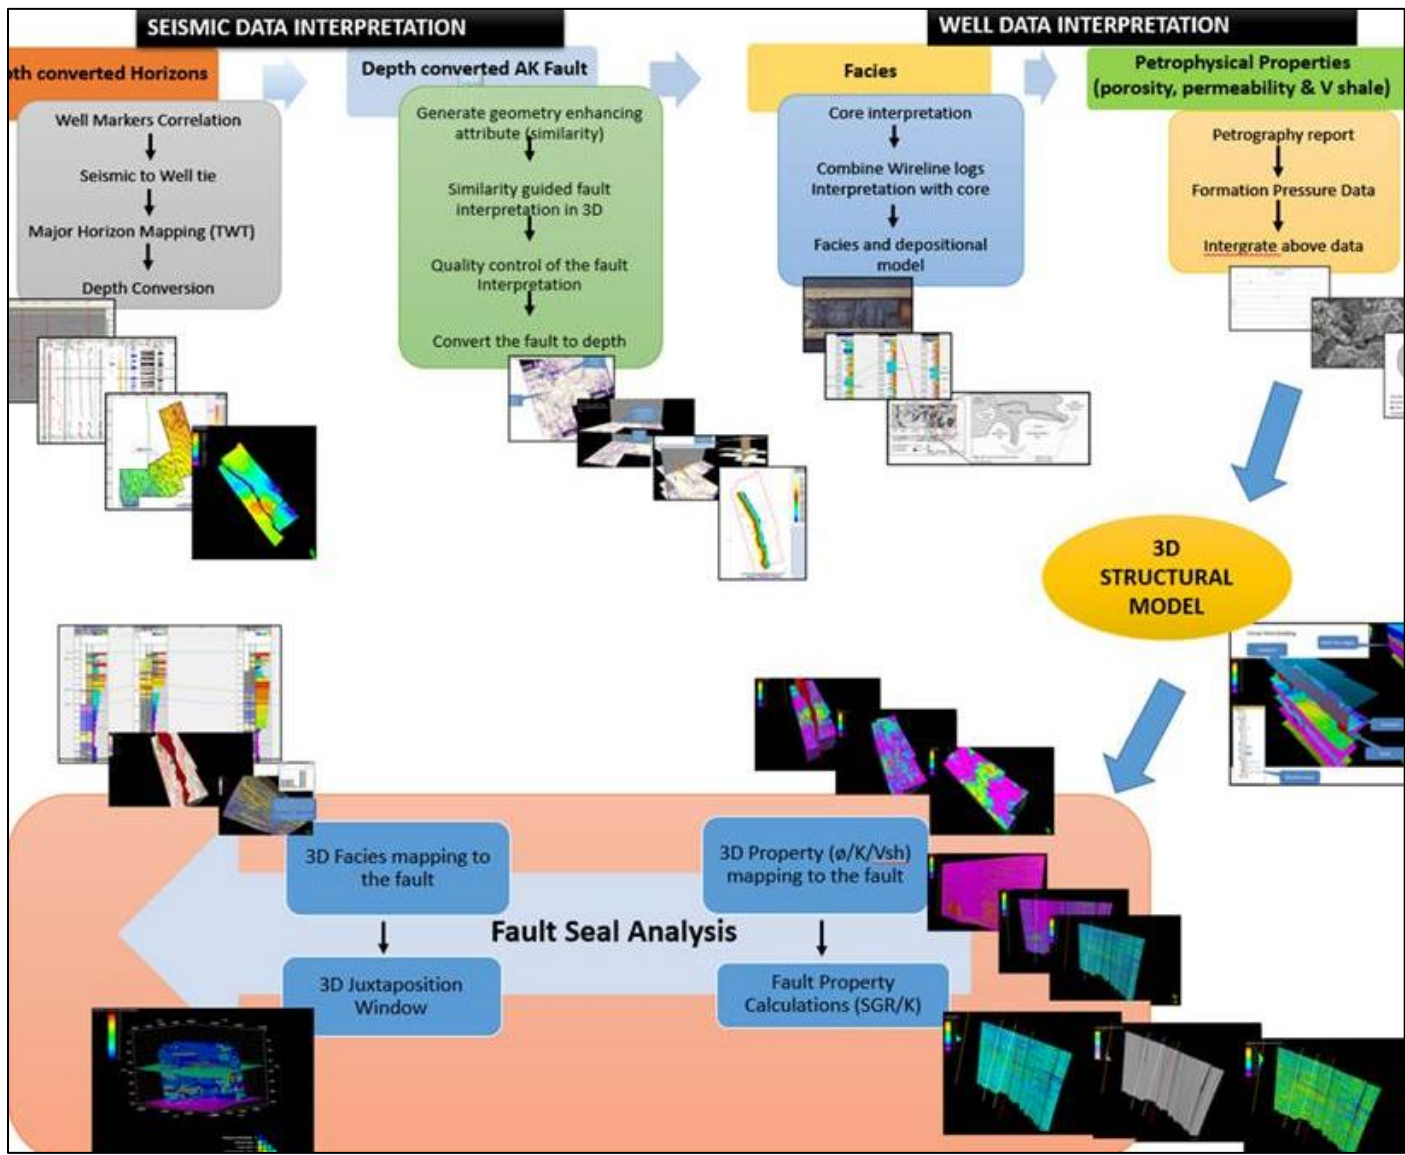 SEISMIC DATA INTERPRETATION
WELL DATA INTERPRETATION
oth converted Horizons
Well Markers Correlation
Seismic to Well tie
Major Horizon Mapping (TWT)
Depth Conversion
Depth converted AK Fault
Generate geometry enhancing
attribute (similarity)
Similarity guided fault
interpretation in 3D
Quality control of the fault
Interpretation
Convert the fault to depth
Facies
Core interpretation
Combine Wireline logs
Interpretation with core
Facies and depositional
model
Petrophysical Properties
(porosity, permeability & V shale)
Petrography report
Formation Pressure Data
Intergrate above data
3D
STRUCTURAL
MODEL
3D Property (ø/K/Vsh)
mapping to the fault
Fault Property
Calculations (SGR/K)
Fault Seal Analysis
3D Facies mapping to
the fault
3D Juxtaposition
Window